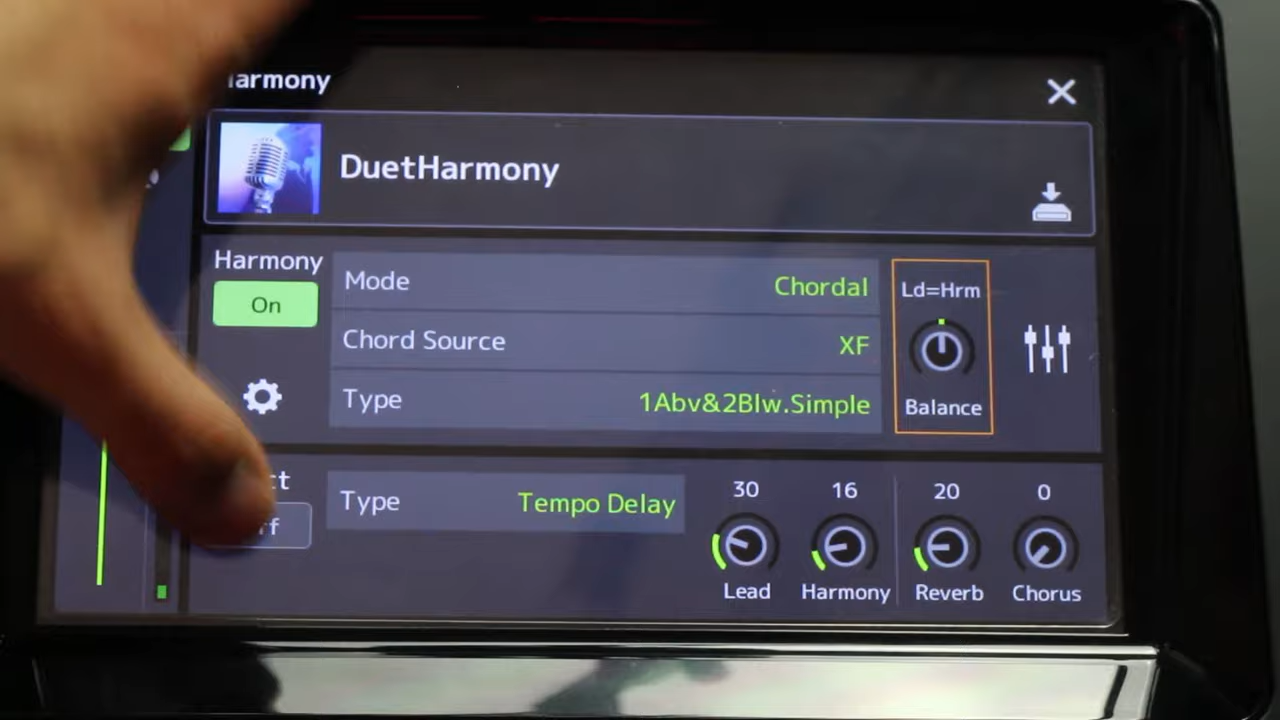 armony
DuetHarmony
Harmony
On
Mode Chordal
Chord Source XF
Type 1Abv&2Blw.Simple
Ld=Hrm
Balance
Type Tempo Delay
30 16 20 0
Lead Harmony Reverb Chorus